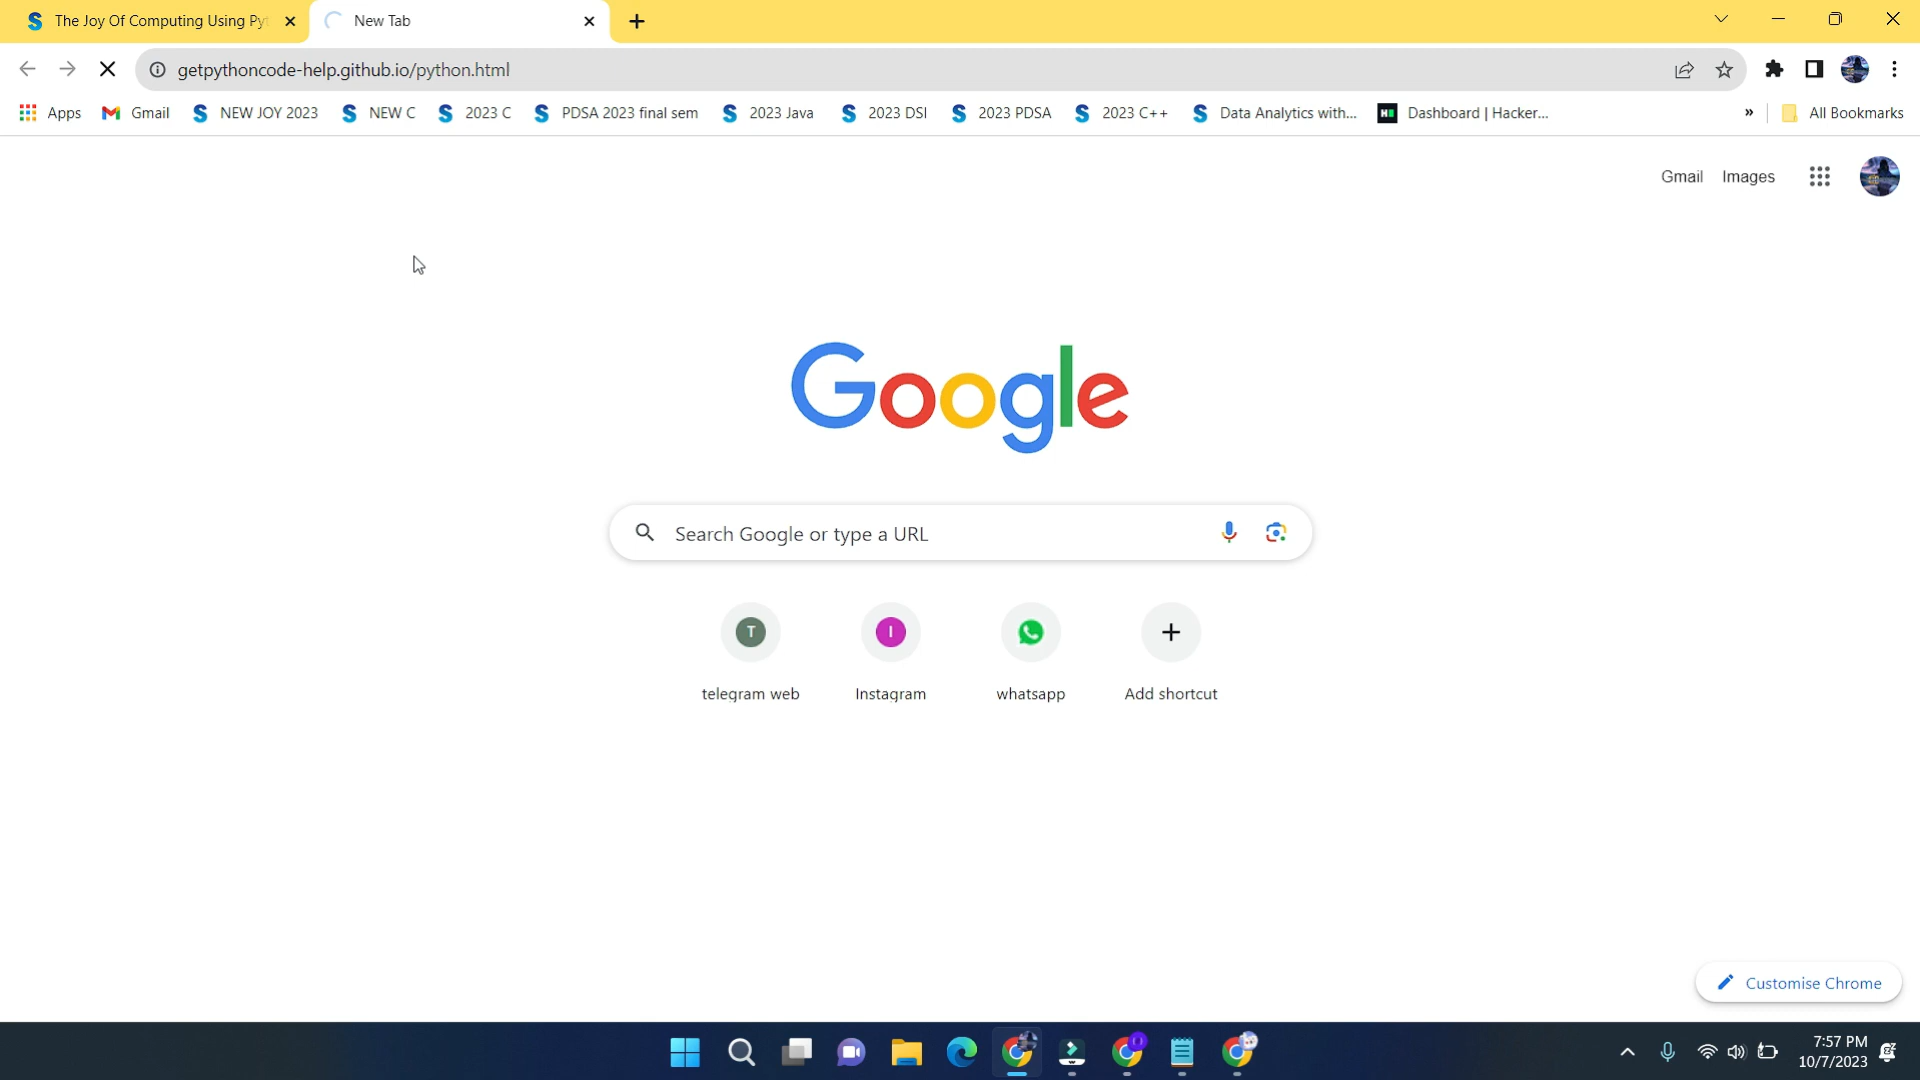 The Joy Of Computing Using Pyt
New Tab
getpythoncode-help.github.io/python.html
Apps
Gmail
NEW JOY 2023
NEW C
2023 C
PDSA 2023 final sem
2023 Java
2023 DSI
2023 PDSA
2023 C++
Data Analytics with...
Dashboard | Hacker...
»
All Bookmarks
Gmail
Images
Google
Search Google or type a URL
T
I
telegram web
Instagram
whatsapp
Add shortcut
Customise Chrome
7:57 PM
10/7/2023